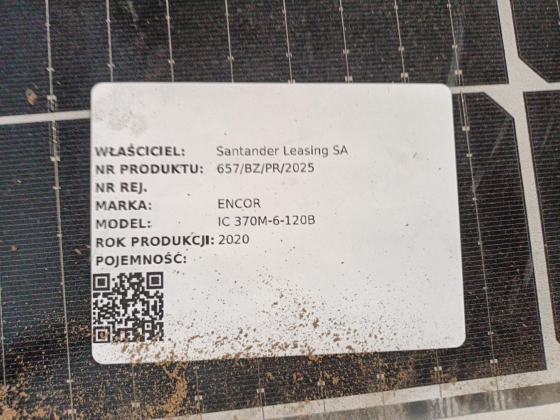 WŁAŚCICIEL: Santander Leasing SA
NR PRODUKTU: 657/BZ/PR/2025
NR REJ.
MARKA: ENCOR
MODEL: IC 370M-6-120B
ROK PRODUKCJI: 2020
POJEMNOŚĆ: